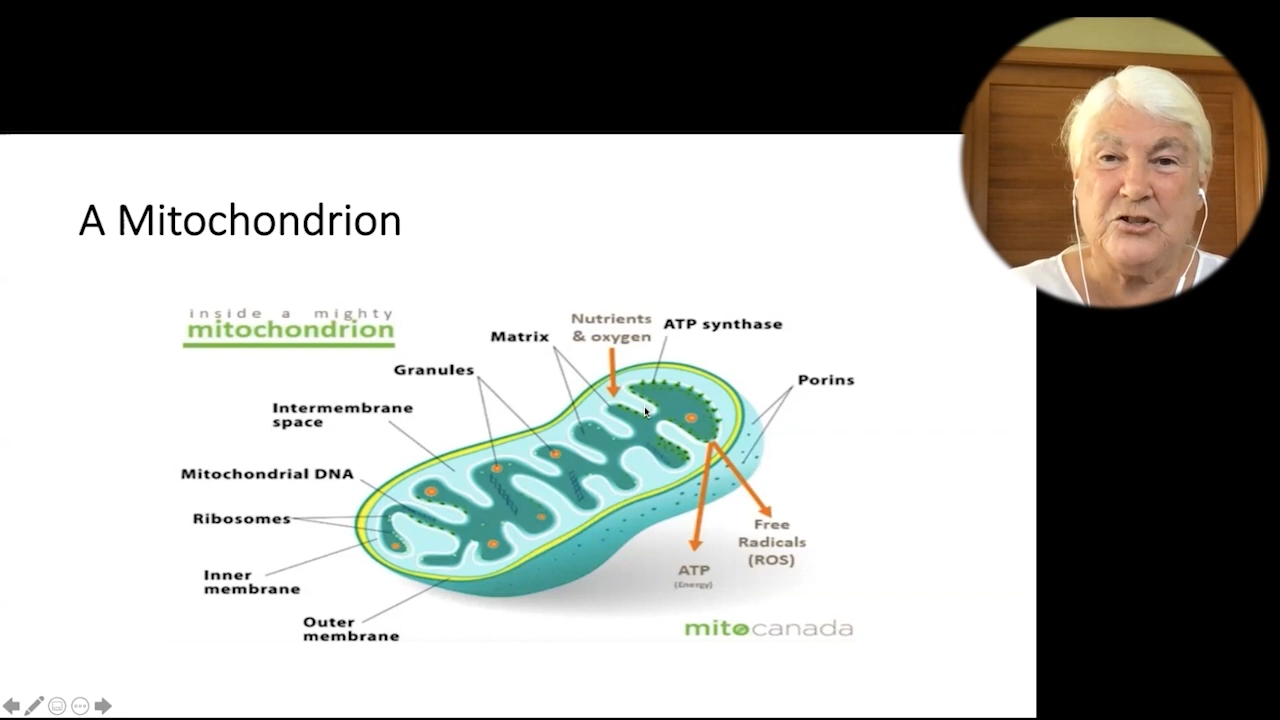 A Mitochondrion
inside a mighty
mitochondrion
Nutrients
& oxygen
ATP synthase
Matrix
Granules
Porins
Intermembrane
space
Mitochondrial DNA
Ribosomes
Free
Radicals
(ROS)
Inner
membrane
ATP
(Energy)
Outer
membrane
mitocanada